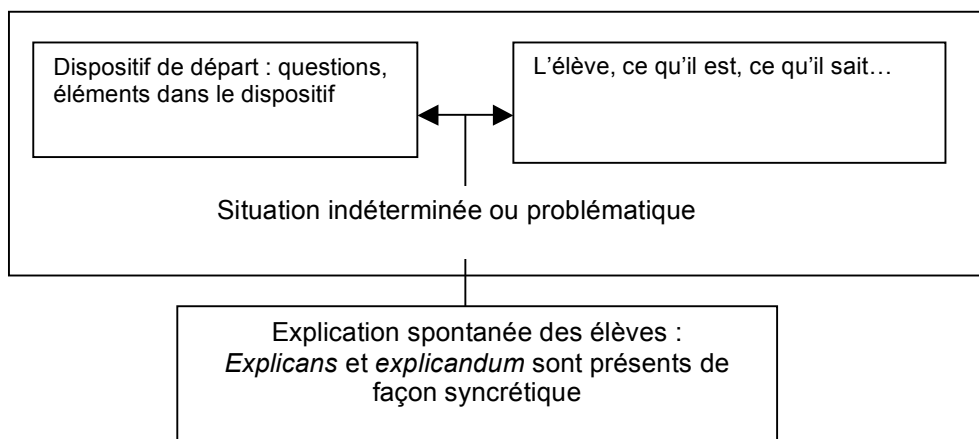 Dispositif de départ : questions,
éléments dans le dispositif
L’élève, ce qu’il est, ce qu’il sait…
Situation indéterminée ou problématique
Explication spontanée des élèves :
Explicans et explicandum sont présents de
façon syncrétique